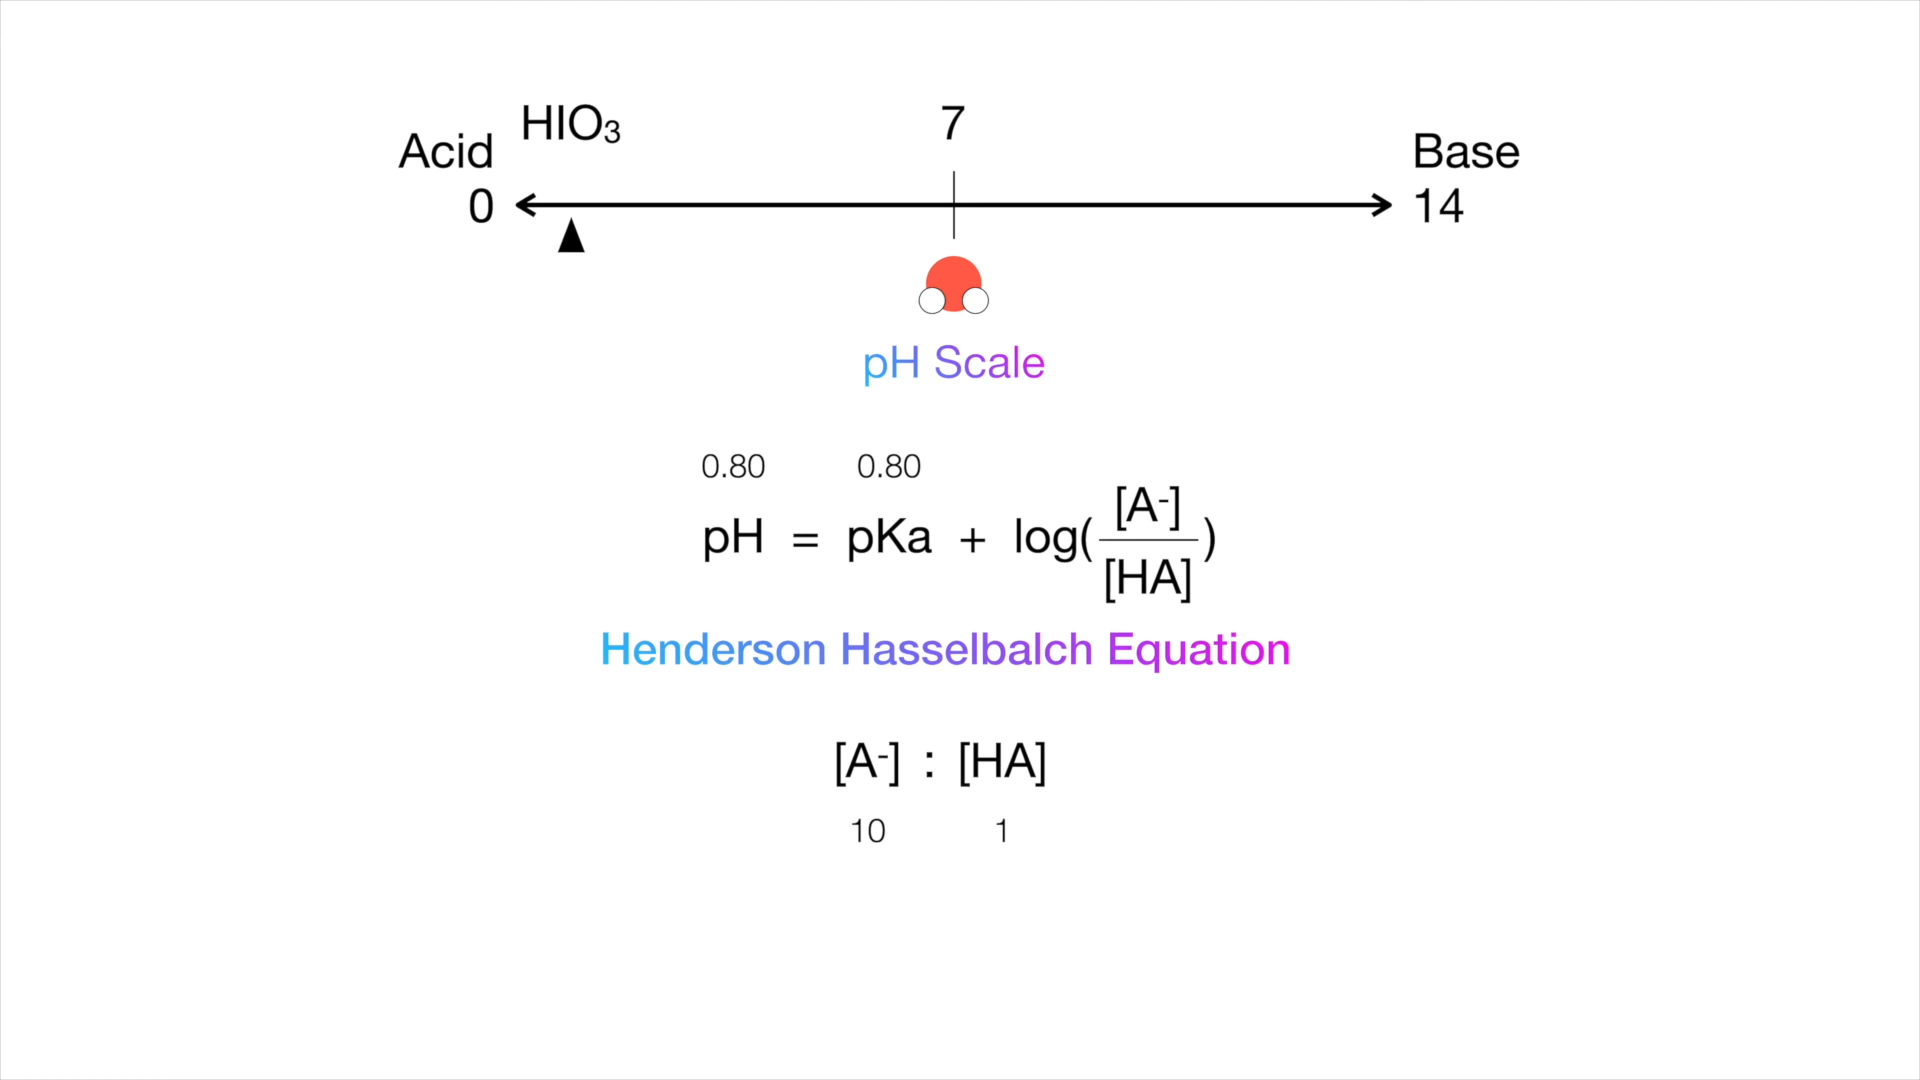 HIO₃ 7
Acid Base
0 14
pH Scale
0.80 0.80
pH = pKa + log([A⁻]/[HA])
Henderson Hasselbalch Equation
[A⁻] : [HA]
10 1